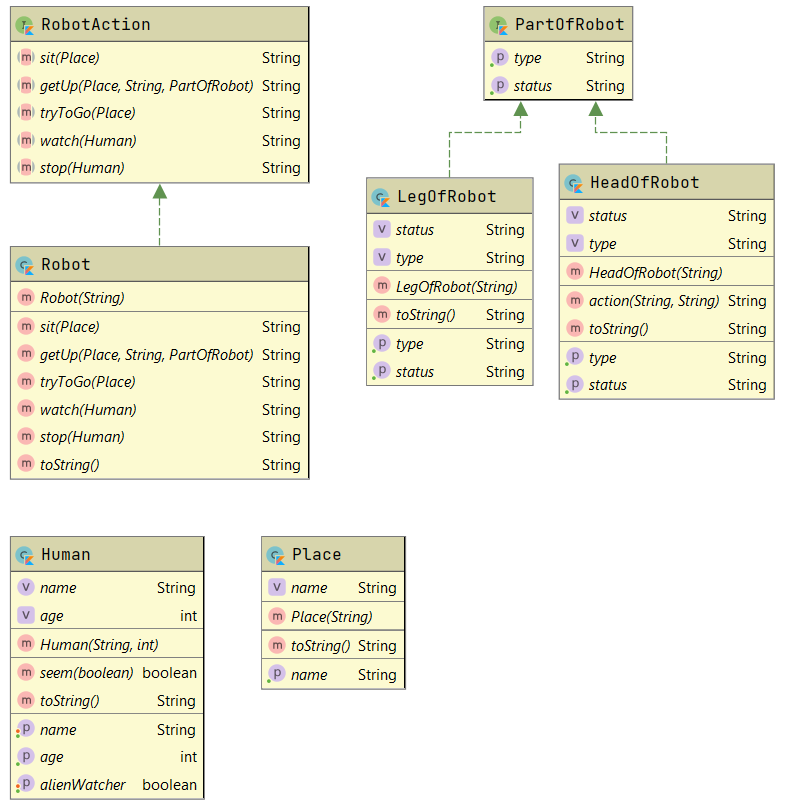 RobotAction
sit(Place) String
getUp(Place, String, PartOfRobot) String
tryToGo(Place) String
watch(Human) String
stop(Human) String
PartOfRobot
type String
status String
LegOfRobot
status String
type String
LegOfRobot(String)
toString() String
type String
status String
HeadOfRobot
status String
type String
HeadOfRobot(String)
action(String, String) String
toString() String
type String
status String
Robot
Robot(String)
sit(Place) String
getUp(Place, String, PartOfRobot) String
tryToGo(Place) String
watch(Human) String
stop(Human) String
toString() String
Human
name String
age int
Human(String, int)
seem(boolean) boolean
toString() String
name String
age int
alienWatcher boolean
Place
name String
Place(String)
toString() String
name String